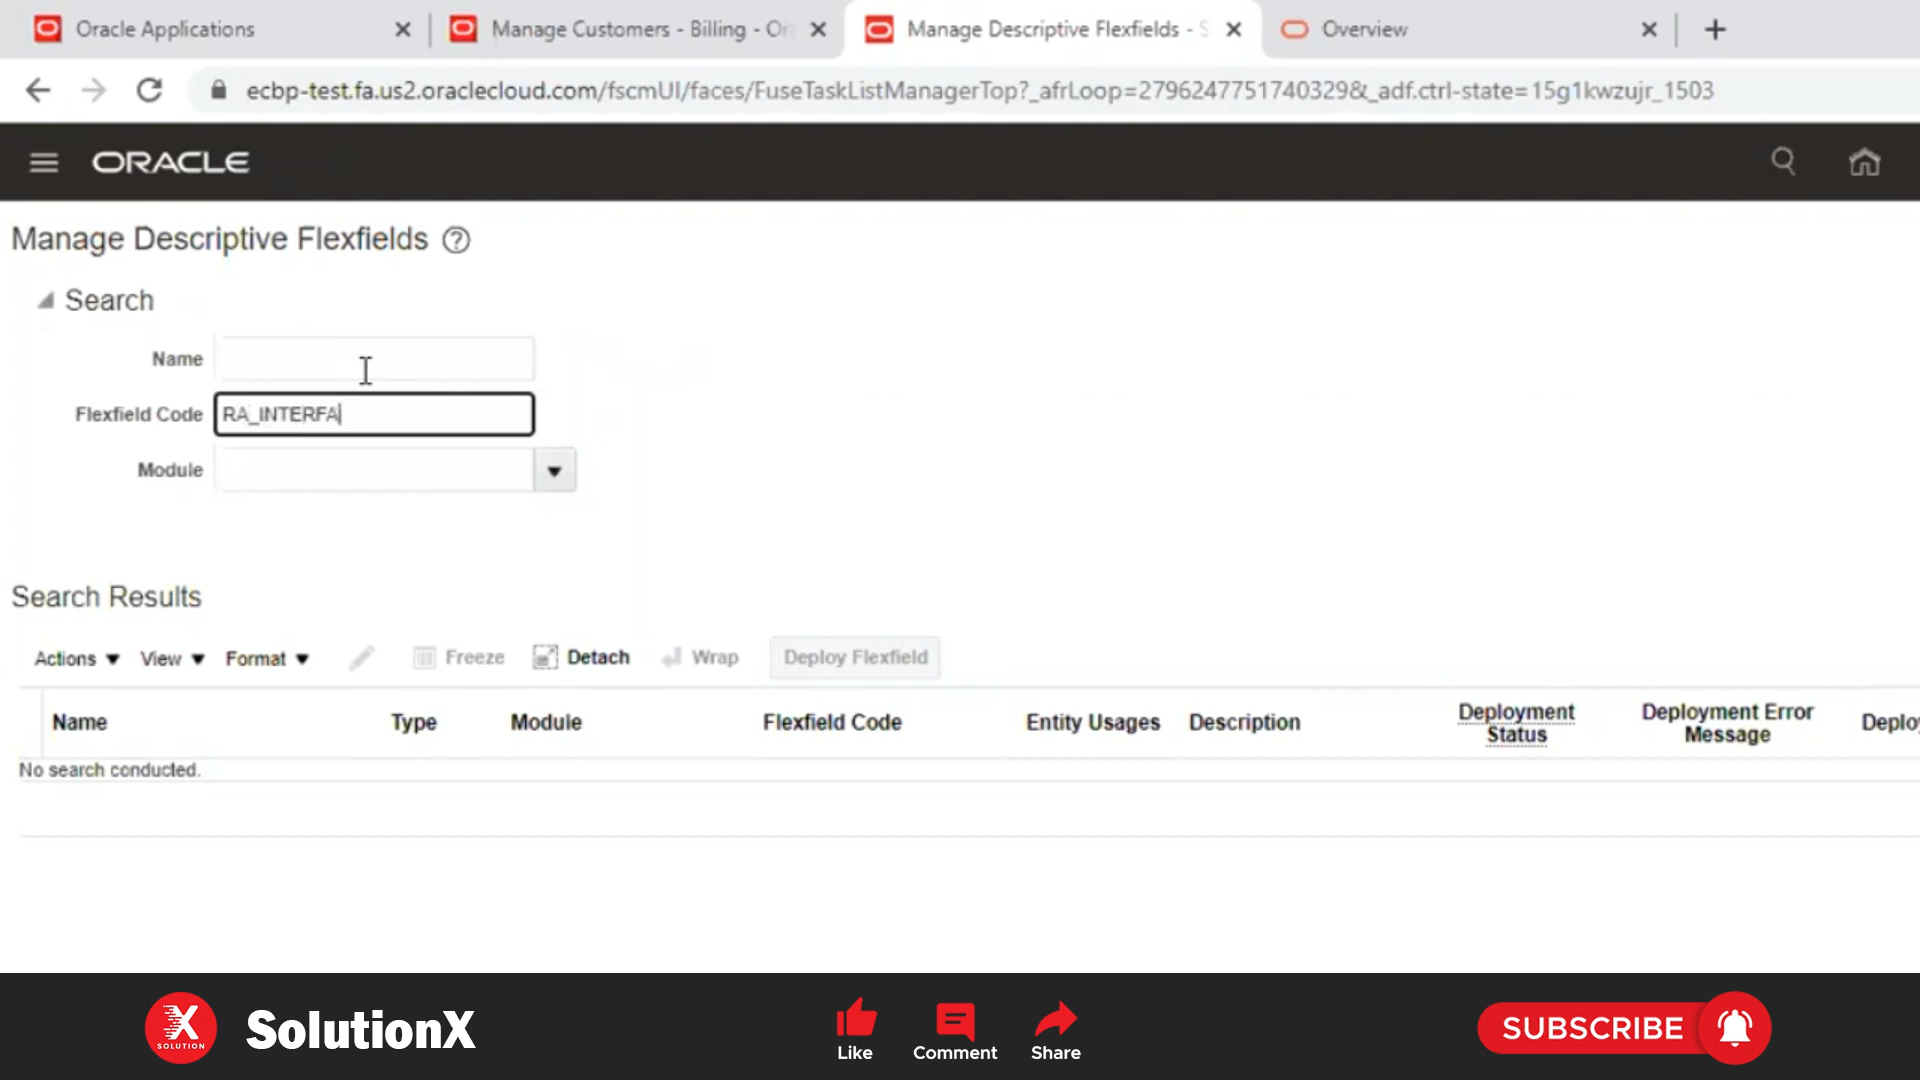 Oracle Applications
Manage Customers - Billing - Or
Manage Descriptive Flexfields - S
Overview
ecbp-test.fa.us2.oraclecloud.com/fscmUI/faces/FuseTaskListManagerTop?_afrLoop=2796247751740329&_adf.ctrl-state=15g1kwzujr_1503
ORACLE
Manage Descriptive Flexfields
Search
Name
Flexfield Code RA_INTERFA
Module
Search Results
Actions View Format Freeze Detach Wrap Deploy Flexfield
Name Type Module Flexfield Code Entity Usages Description Deployment Status Deployment Error Message Deplo
No search conducted.
X SOLUTION
SolutionX
Like Comment Share
SUBSCRIBE